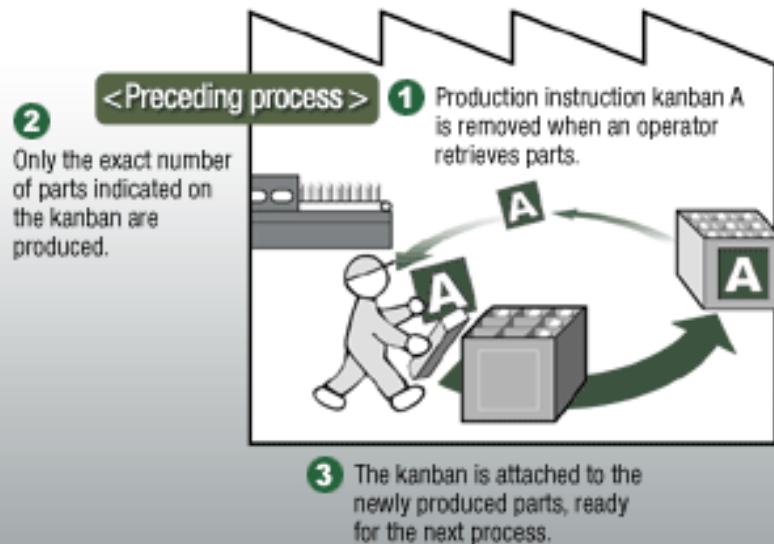 <Preceding process>
1 Production instruction kanban A
is removed when an operator
retrieves parts.
2
Only the exact number
of parts indicated on
the kanban are
produced.
A
A
A
3 The kanban is attached to the
newly produced parts, ready
for the next process.